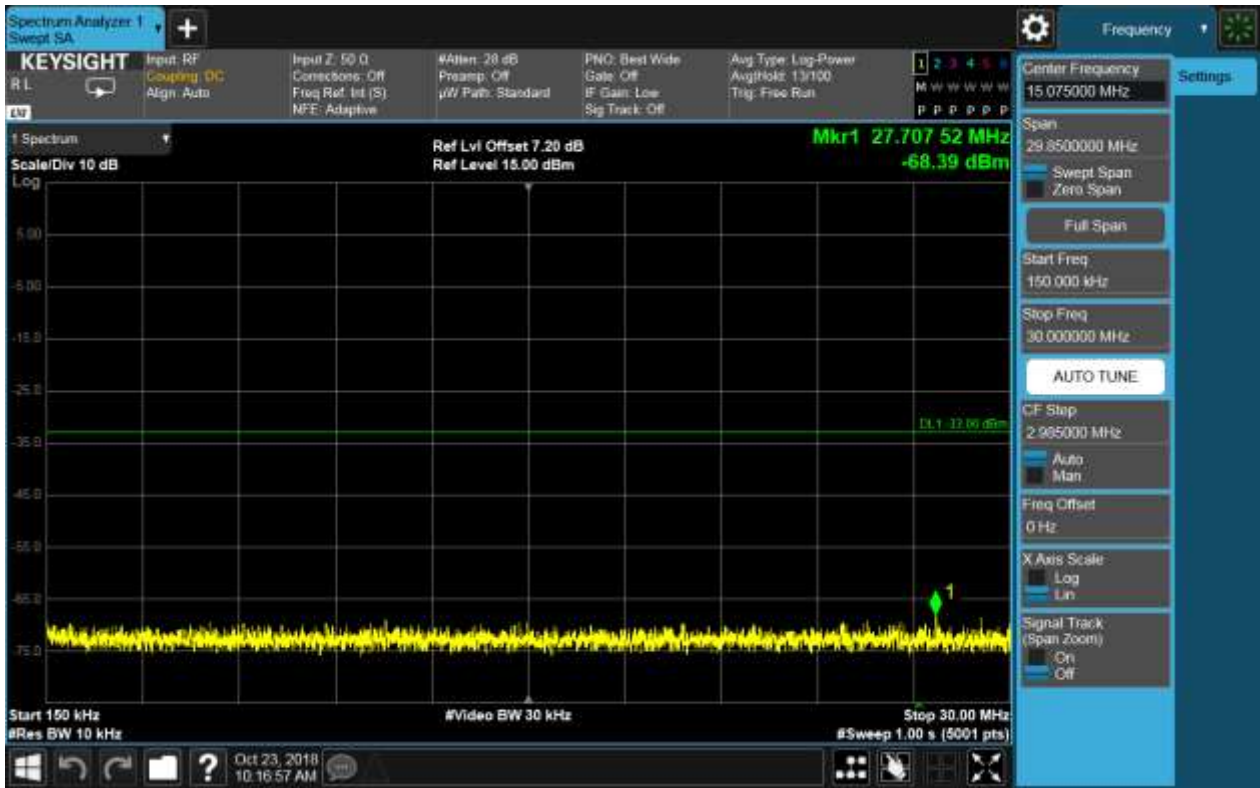 Spectrum Analyzer 1
Swept SA
+
Frequency
KEYSIGHT
R L
Input: RF
Coupling: DC
Align: Auto
Input Z: 50 Ω
Corrections: Off
Freq Ref: Int (S)
NFE: Adaptive
#Atten: 28 dB
Preamp: Off
µW Path: Standard
PNO: Best Wide
Gate: Off
IF Gain: Low
Sig Track: Off
Avg Type: Log-Power
Avg|Hold: 13/100
Trig: Free Run
1 2 3 4 5 6
M W W W W W
P P P P P P
1 Spectrum
Scale/Div 10 dB
Log
Ref Lvl Offset 7.20 dB
Ref Level 15.00 dBm
Mkr1 27.707 52 MHz
-68.39 dBm
5.00
-5.00
-15.0
-25.0
-35.0
-45.0
-55.0
-65.0
-75.0
DL1 -33.00 dBm
1
Start 150 kHz
#Res BW 10 kHz
#Video BW 30 kHz
Stop 30.00 MHz
#Sweep 1.00 s (5001 pts)
?
Oct 23, 2018
10:16:57 AM
Center Frequency
15.075000 MHz
Settings
Span
29.8500000 MHz
Swept Span
Zero Span
Full Span
Start Freq
150.000 kHz
Stop Freq
30.000000 MHz
AUTO TUNE
CF Step
2.985000 MHz
Auto
Man
Freq Offset
0 Hz
X Axis Scale
Log
Lin
Signal Track
(Span Zoom)
On
Off